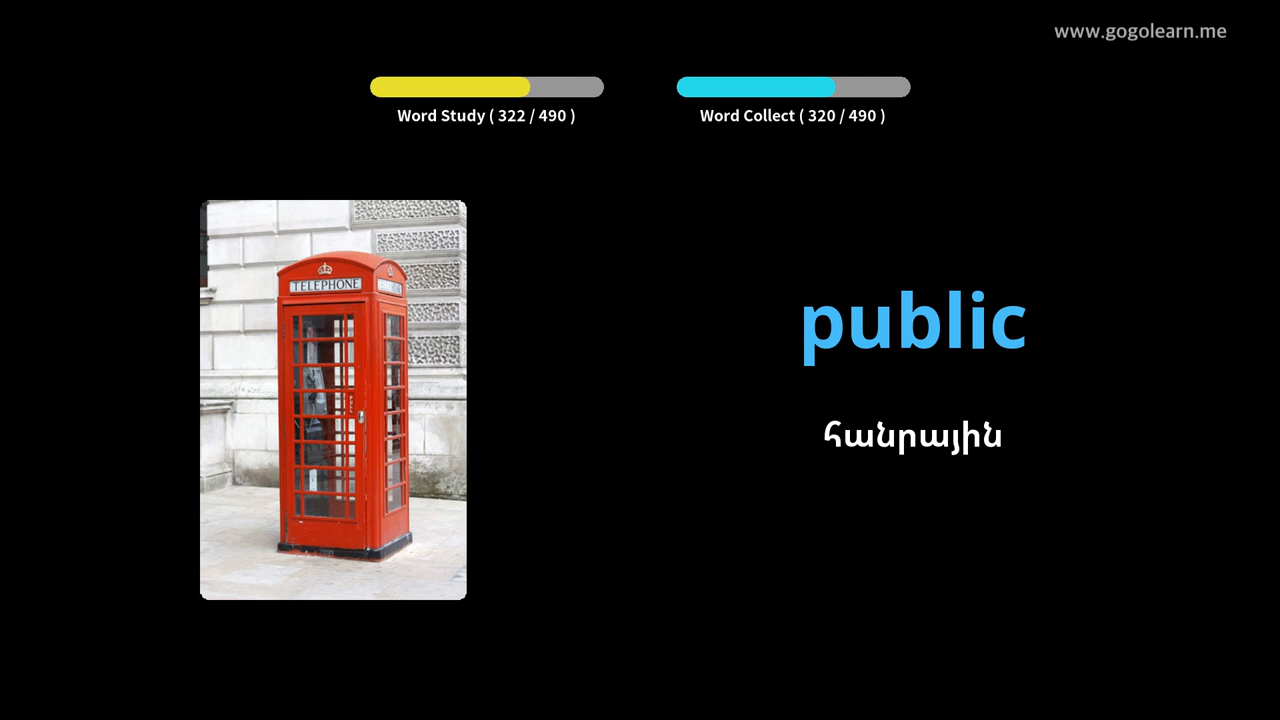 www.gogolearn.me
Word Study ( 322 / 490 )
Word Collect ( 320 / 490 )
TELEPHONE
public
հանրային